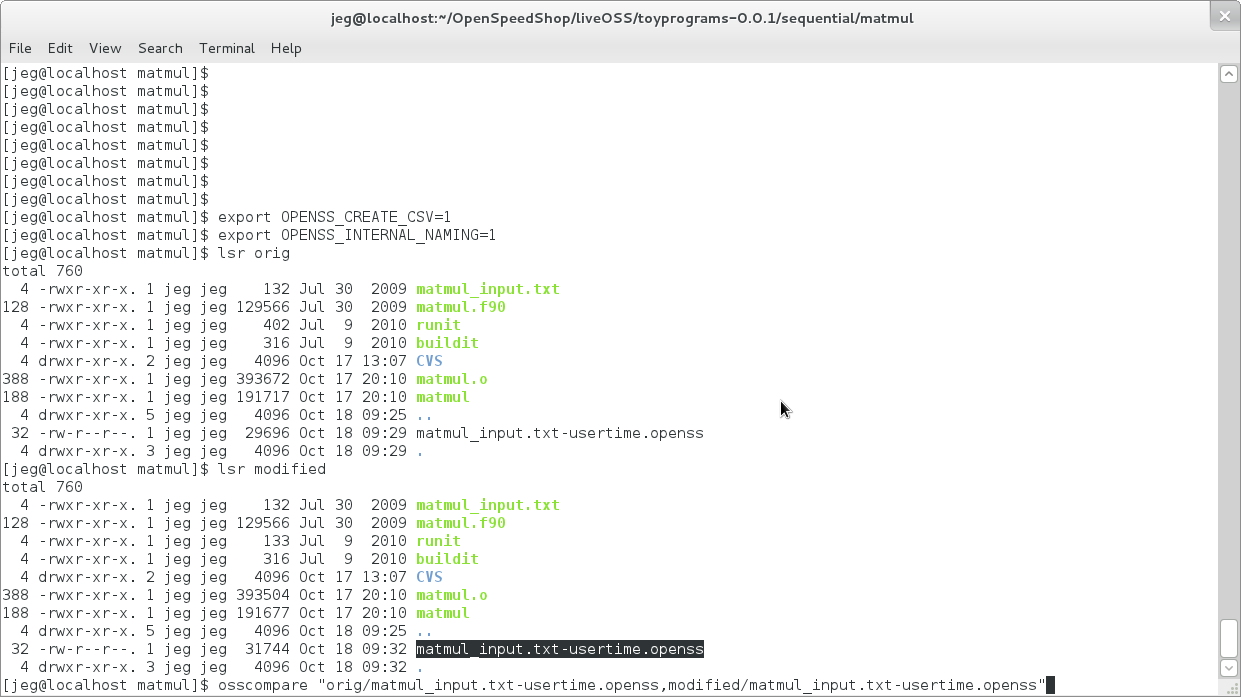 jeg@localhost:~/OpenSpeedShop/liveOSS/toyprograms-0.0.1/sequential/matmul
File Edit View Search Terminal Help
[jeg@localhost matmul]$
[jeg@localhost matmul]$
[jeg@localhost matmul]$
[jeg@localhost matmul]$
[jeg@localhost matmul]$
[jeg@localhost matmul]$
[jeg@localhost matmul]$
[jeg@localhost matmul]$
[jeg@localhost matmul]$ export OPENSS_CREATE_CSV=1
[jeg@localhost matmul]$ export OPENSS_INTERNAL_NAMING=1
[jeg@localhost matmul]$ lsr orig
total 760
  4 -rwxr-xr-x. 1 jeg jeg    132 Jul 30  2009 matmul_input.txt
128 -rwxr-xr-x. 1 jeg jeg 129566 Jul 30  2009 matmul.f90
  4 -rwxr-xr-x. 1 jeg jeg    402 Jul  9  2010 runit
  4 -rwxr-xr-x. 1 jeg jeg    316 Jul  9  2010 buildit
  4 drwxr-xr-x. 2 jeg jeg   4096 Oct 17 13:07 CVS
388 -rwxr-xr-x. 1 jeg jeg 393672 Oct 17 20:10 matmul.o
188 -rwxr-xr-x. 1 jeg jeg 191717 Oct 17 20:10 matmul
  4 drwxr-xr-x. 5 jeg jeg   4096 Oct 18 09:25 ..
 32 -rw-r--r--. 1 jeg jeg  29696 Oct 18 09:29 matmul_input.txt-usertime.openss
  4 drwxr-xr-x. 3 jeg jeg   4096 Oct 18 09:29 .
[jeg@localhost matmul]$ lsr modified
total 760
  4 -rwxr-xr-x. 1 jeg jeg    132 Jul 30  2009 matmul_input.txt
128 -rwxr-xr-x. 1 jeg jeg 129566 Jul 30  2009 matmul.f90
  4 -rwxr-xr-x. 1 jeg jeg    133 Jul  9  2010 runit
  4 -rwxr-xr-x. 1 jeg jeg    316 Jul  9  2010 buildit
  4 drwxr-xr-x. 2 jeg jeg   4096 Oct 17 13:07 CVS
388 -rwxr-xr-x. 1 jeg jeg 393504 Oct 17 20:10 matmul.o
188 -rwxr-xr-x. 1 jeg jeg 191677 Oct 17 20:10 matmul
  4 drwxr-xr-x. 5 jeg jeg   4096 Oct 18 09:25 ..
 32 -rw-r--r--. 1 jeg jeg  31744 Oct 18 09:32 matmul_input.txt-usertime.openss
  4 drwxr-xr-x. 3 jeg jeg   4096 Oct 18 09:32 .
[jeg@localhost matmul]$ osscompare "orig/matmul_input.txt-usertime.openss,modified/matmul_input.txt-usertime.openss"